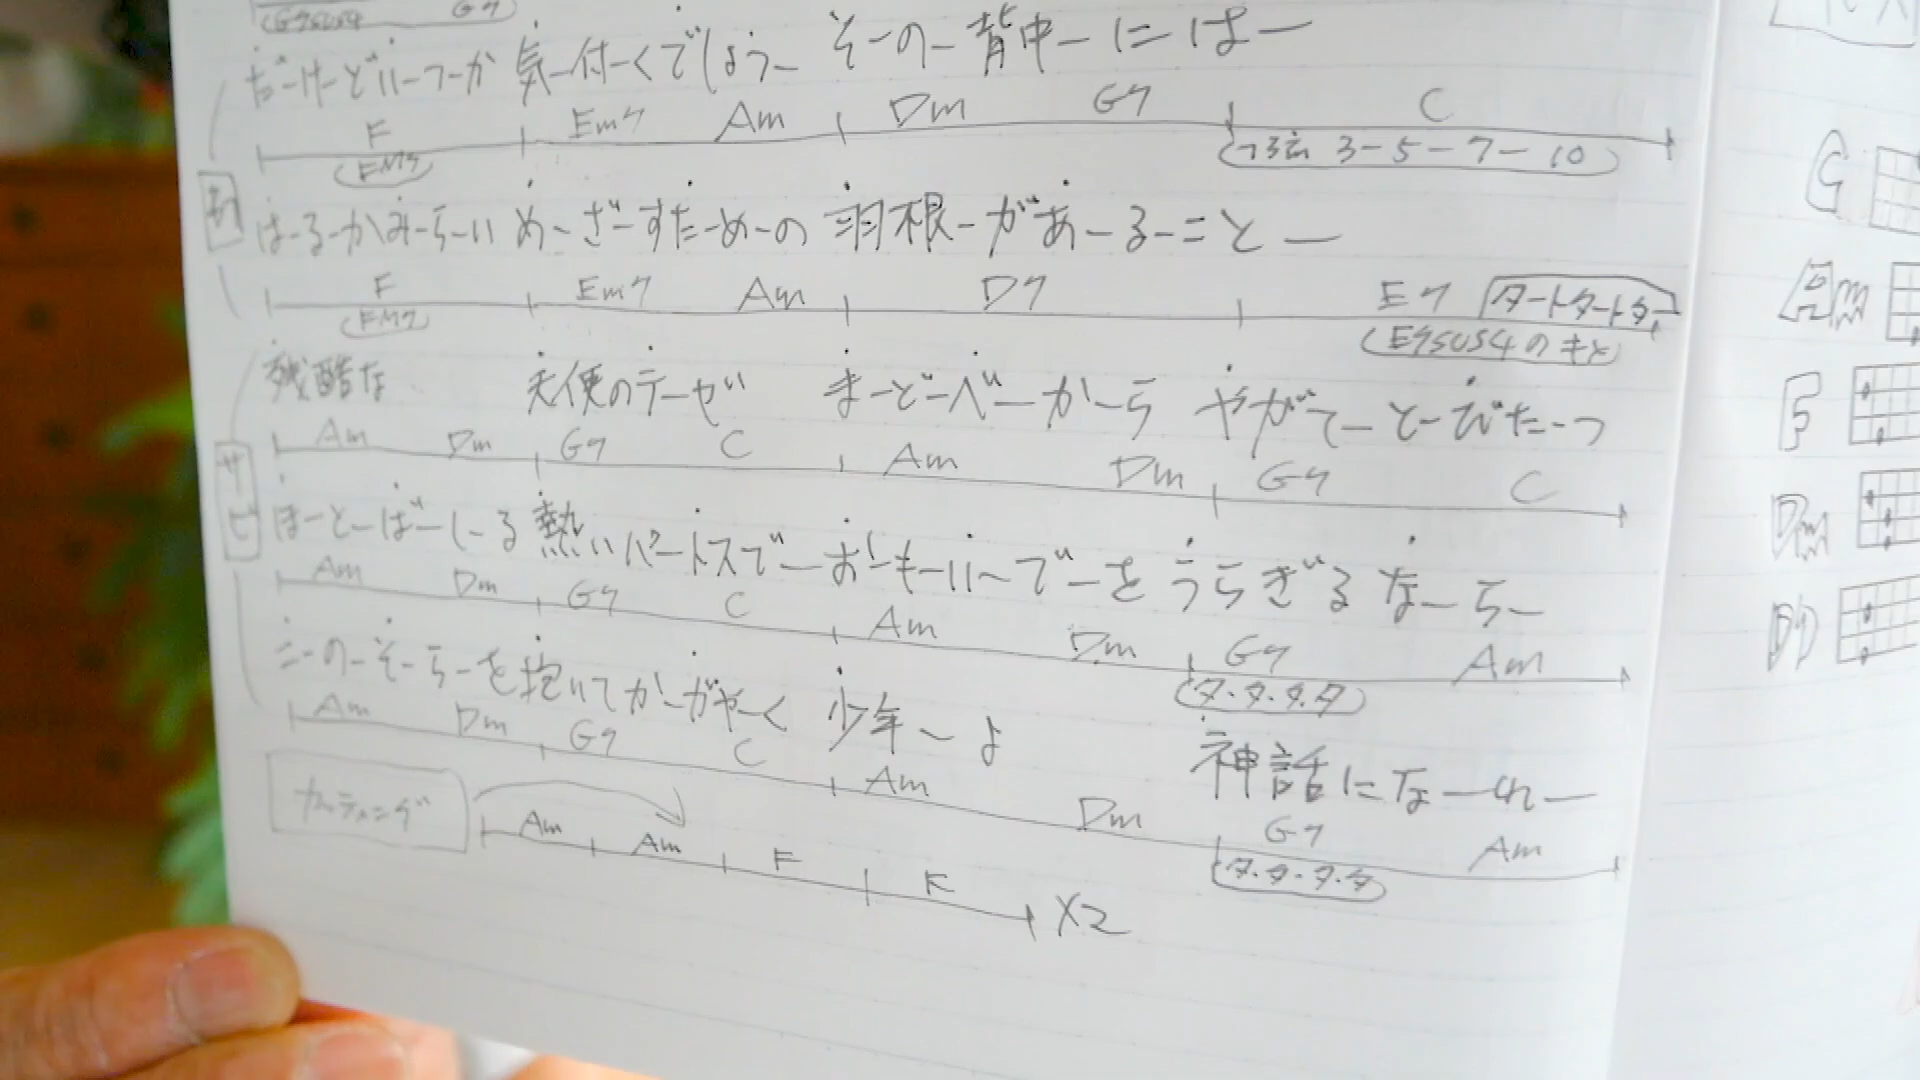 G7sus4 G7
だーけーどいーつーか 気ー付ーくでしょうー そーのー背中ーにはー
F Em7 Am Dm G7 C
(FM7) (1弦 3-5-7-10)
はーるーかみーらーい めーざーすたーめーの 羽根ーがあーるーこと ー
F Em7 Am D7 E7 タートタートタ
(FM7) (E7sus4のまと)
サビ
残酷な 天使のテーゼ まーどーべーかーら やがてーとーびたーつ
Am Dm G7 C Am Dm G7 C
ほーとーばーしーる 熱いパートスでー おーもーいーでーを うらぎるなーらー
Am Dm G7 C Am Dm G7 Am
(タ・タ・タ・タ)
こーのーそーらーを抱いてかーがやーく 少年ーよ 神話になーれー
Am Dm G7 C Am Dm G7 Am
(タ・タ・タ・タ)
カッティング Am Am F F X2
G
Em
F
Dm